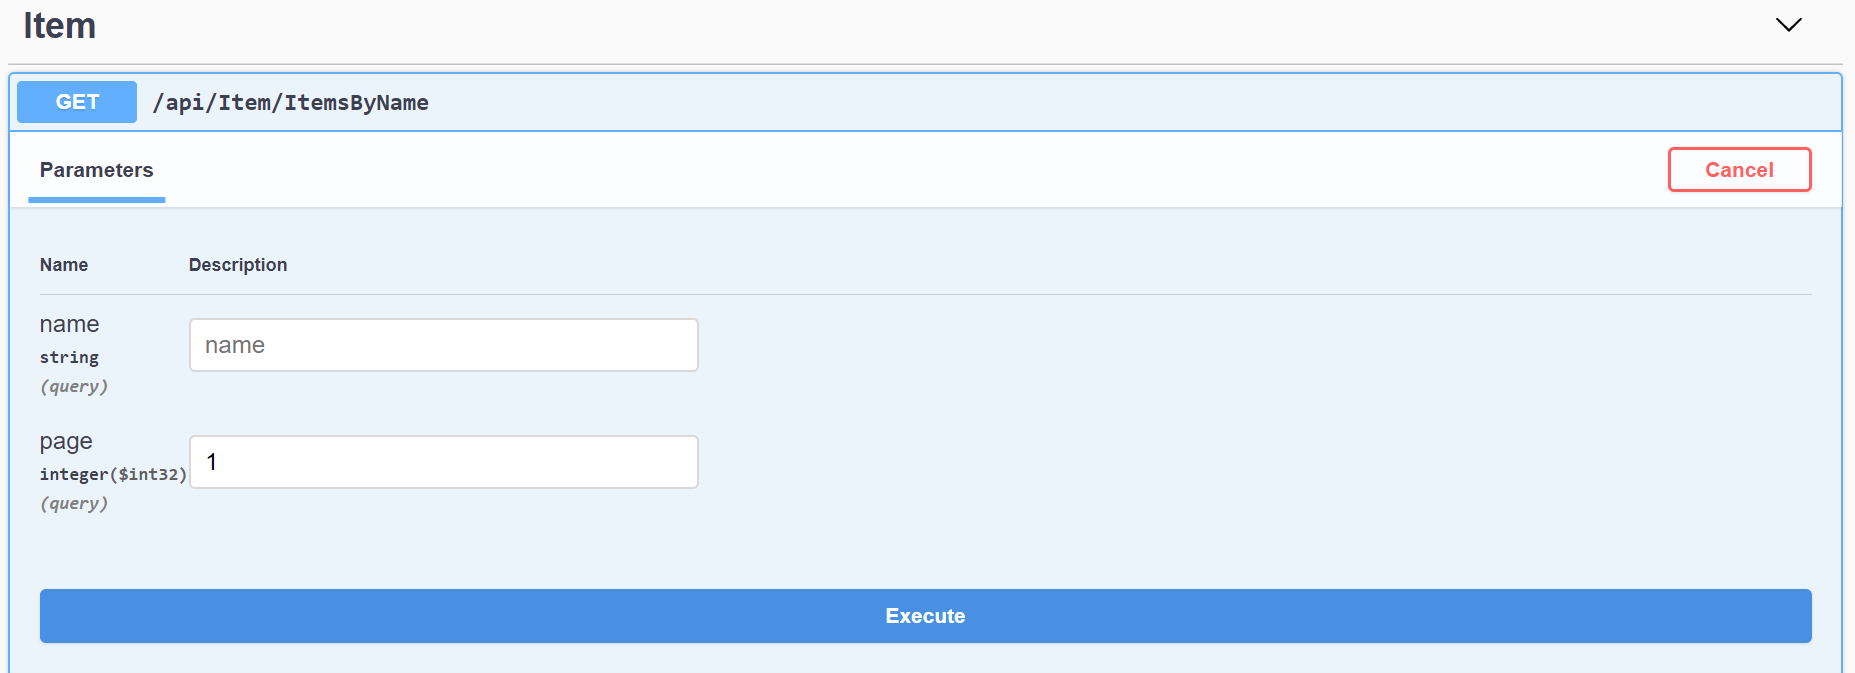 Item
GET /api/Item/ItemsByName
Parameters
Cancel
Name Description
name
string
(query)
name
page
integer($int32)
(query)
1
Execute